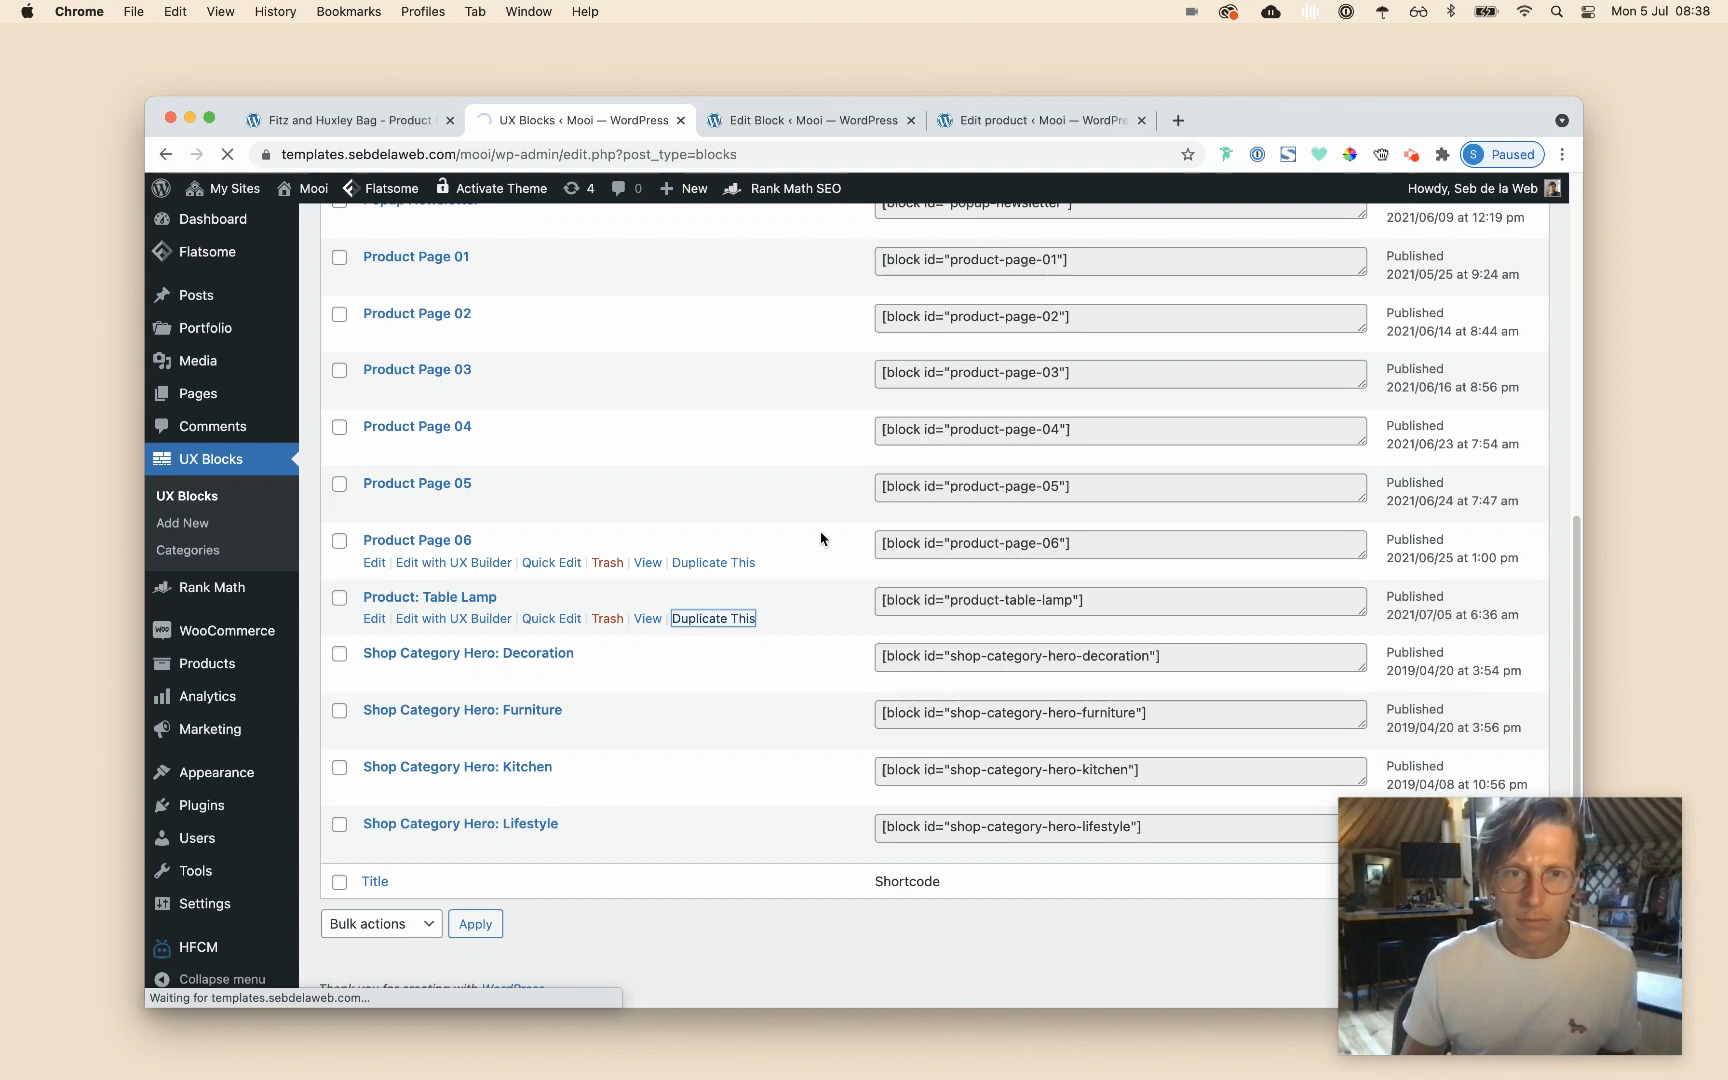 Chrome File Edit View History Bookmarks Profiles Tab Window Help Mon 5 Jul 08:38
Fitz and Huxley Bag - Product UX Blocks ‹ Mooi — WordPress Edit Block ‹ Mooi — WordPress Edit product ‹ Mooi — WordPre
templates.sebdelaweb.com/mooi/wp-admin/edit.php?post_type=blocks S Paused
My Sites Mooi Flatsome Activate Theme 4 0 New Rank Math SEO Howdy, Seb de la Web
Dashboard
Flatsome
Posts
Portfolio
Media
Pages
Comments
UX Blocks
UX Blocks
Add New
Categories
Rank Math
WooCommerce
Products
Analytics
Marketing
Appearance
Plugins
Users
Tools
Settings
HFCM
Collapse menu
Popup Newsletter [block id="popup-newsletter"]
2021/06/09 at 12:19 pm
Product Page 01 [block id="product-page-01"] Published
2021/05/25 at 9:24 am
Product Page 02 [block id="product-page-02"] Published
2021/06/14 at 8:44 am
Product Page 03 [block id="product-page-03"] Published
2021/06/16 at 8:56 pm
Product Page 04 [block id="product-page-04"] Published
2021/06/23 at 7:54 am
Product Page 05 [block id="product-page-05"] Published
2021/06/24 at 7:47 am
Product Page 06 [block id="product-page-06"] Published
Edit | Edit with UX Builder | Quick Edit | Trash | View | Duplicate This 2021/06/25 at 1:00 pm
Product: Table Lamp [block id="product-table-lamp"] Published
Edit | Edit with UX Builder | Quick Edit | Trash | View | Duplicate This 2021/07/05 at 6:36 am
Shop Category Hero: Decoration [block id="shop-category-hero-decoration"] Published
2019/04/20 at 3:54 pm
Shop Category Hero: Furniture [block id="shop-category-hero-furniture"] Published
2019/04/20 at 3:56 pm
Shop Category Hero: Kitchen [block id="shop-category-hero-kitchen"] Published
2019/04/08 at 10:56 pm
Shop Category Hero: Lifestyle [block id="shop-category-hero-lifestyle"]
Title Shortcode
Bulk actions Apply
Thank you for creating with WordPress
Waiting for templates.sebdelaweb.com...